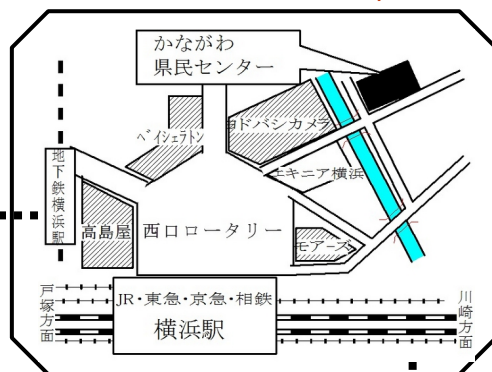 かながわ
県民センター
ベイシェラトン
ヨドバシカメラ
エキニア横浜
地下鉄横浜駅
高島屋
西口ロータリー
モアーズ
戸塚方面
JR・東急・京急・相鉄
横浜駅
川崎方面